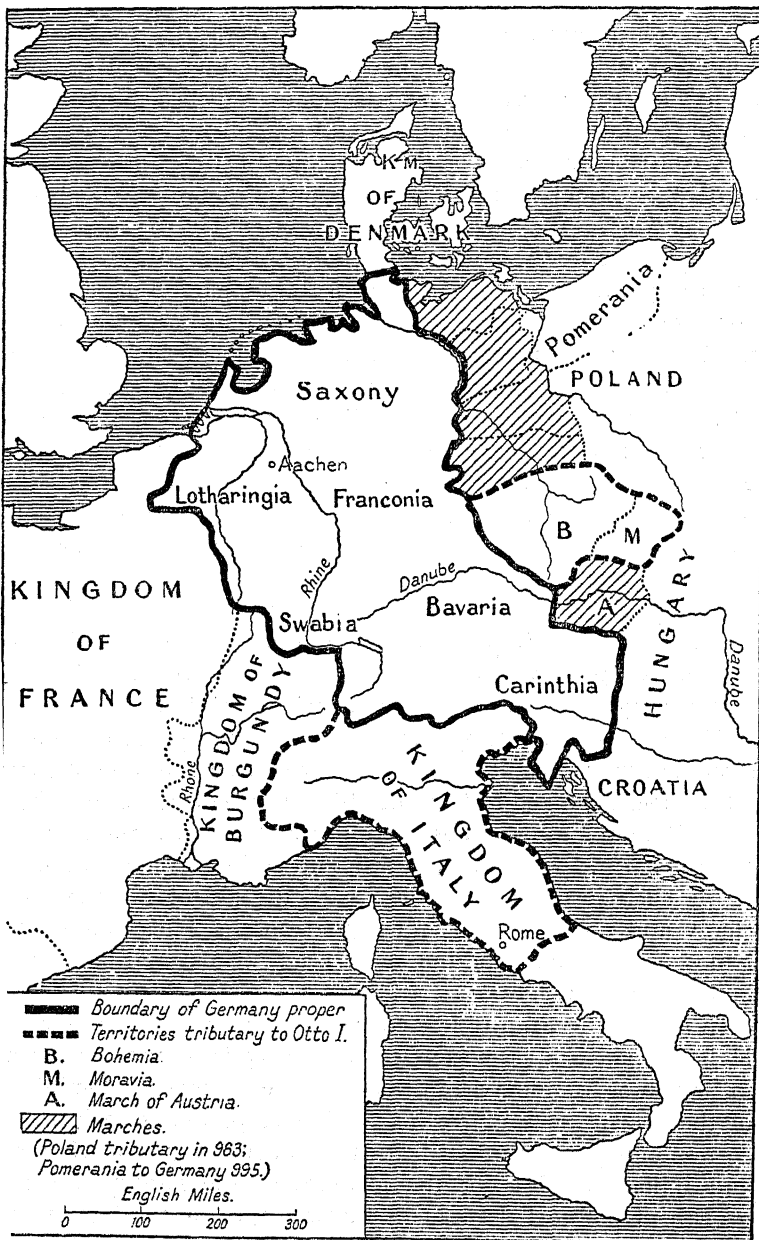 KM.
OF
DENMARK
Pomerania
POLAND
Saxony
Aachen
Lotharingia
Franconia
B
M
Rhine
Danube
A
KINGDOM
OF
FRANCE
Swabia
Bavaria
HUNGARY
Danube
Carinthia
KINGDOM OF
BURGUNDY
Rhone
KINGDOM
OF
ITALY
CROATIA
Rome
Boundary of Germany proper
Territories tributary to Otto I.
B. Bohemia.
M. Moravia.
A. March of Austria.
Marches.
(Poland tributary in 963;
Pomerania to Germany 995.)
English Miles.
0 100 200 300